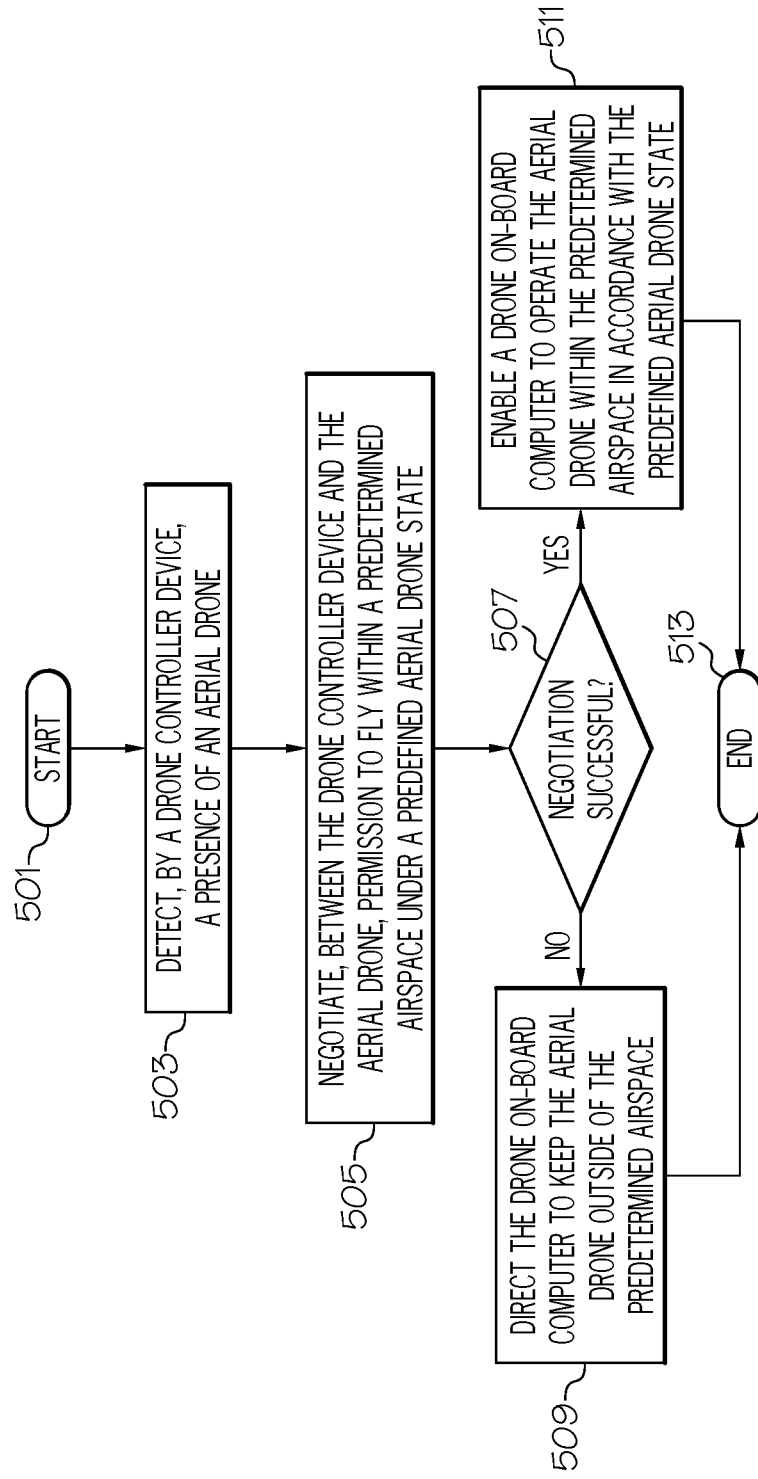 501
START
503
DETECT, BY A DRONE CONTROLLER DEVICE,
A PRESENCE OF AN AERIAL DRONE
505
NEGOTIATE, BETWEEN THE DRONE CONTROLLER DEVICE AND THE
AERIAL DRONE, PERMISSION TO FLY WITHIN A PREDETERMINED
AIRSPACE UNDER A PREDEFINED AERIAL DRONE STATE
507
NEGOTIATION
SUCCESSFUL?
NO
YES
509
DIRECT THE DRONE ON-BOARD
COMPUTER TO KEEP THE AERIAL
DRONE OUTSIDE OF THE
PREDETERMINED AIRSPACE
511
ENABLE A DRONE ON-BOARD
COMPUTER TO OPERATE THE AERIAL
DRONE WITHIN THE PREDETERMINED
AIRSPACE IN ACCORDANCE WITH THE
PREDEFINED AERIAL DRONE STATE
513
END